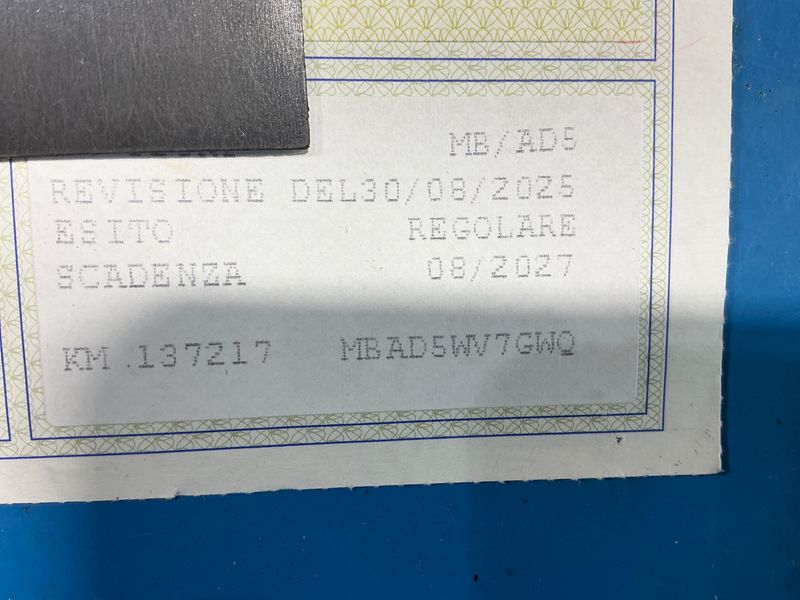 MB/AD5
REVISIONE DEL30/08/2025
ESITO REGOLARE
SCADENZA 08/2027
KM .137217 MBAD5WV7GWQ